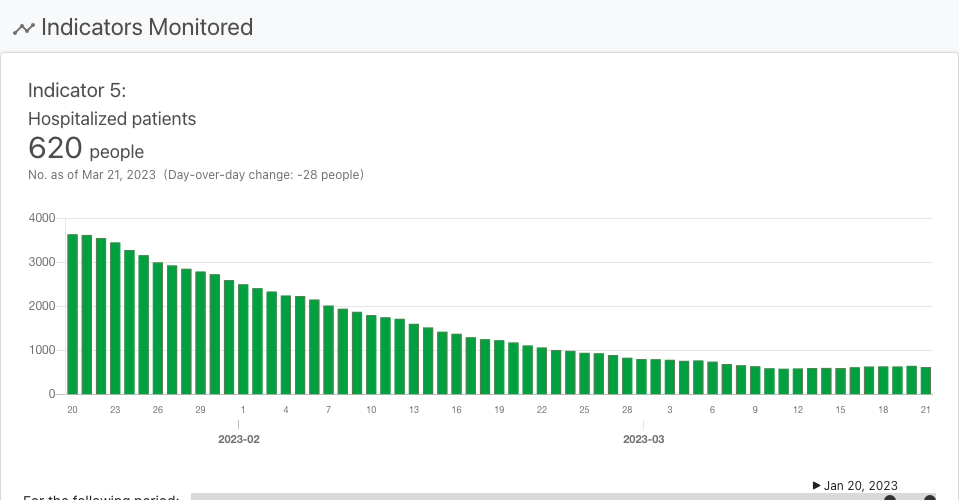 Indicators Monitored
Indicator 5:
Hospitalized patients
620 people
No. as of Mar 21, 2023 (Day-over-day change: -28 people)
4000
3000
2000
1000
0
20 23 26 29 1 4 7 10 13 16 19 22 25 28 3 6 9 12 15 18 21
2023-02 2023-03
▶ Jan 20, 2023
For the following period: